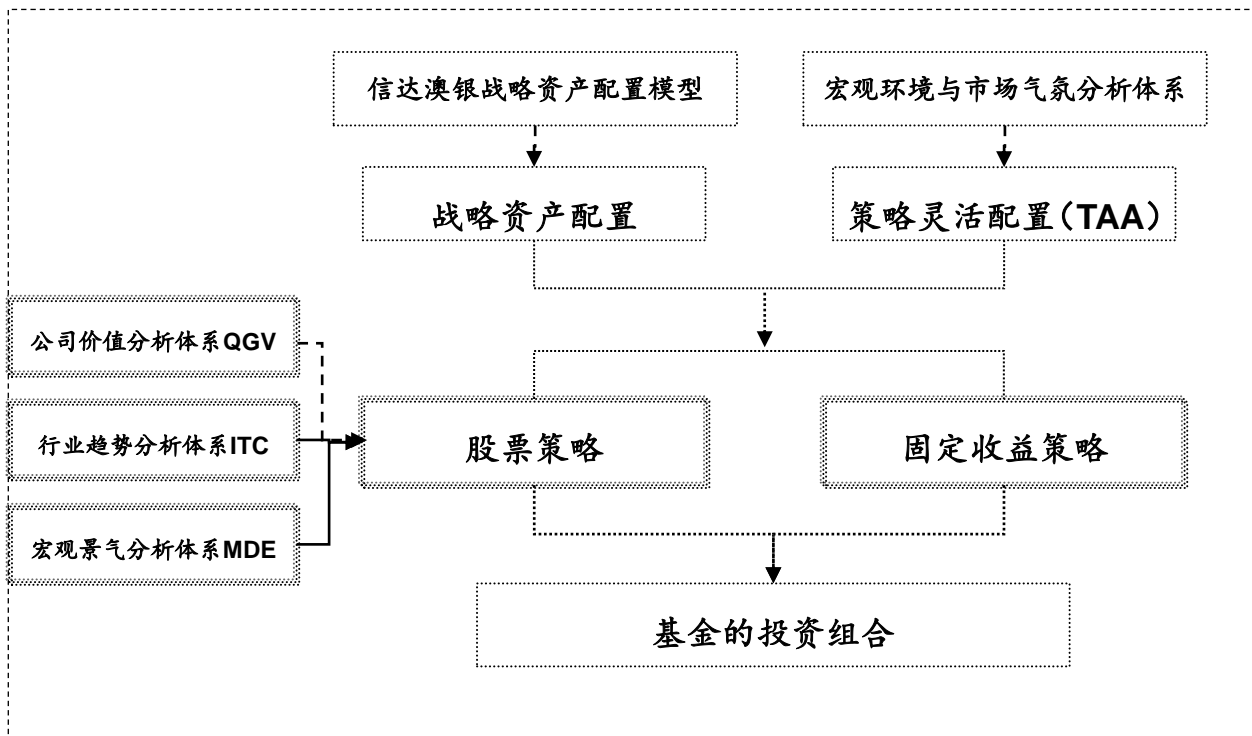 信达澳银战略资产配置模型
宏观环境与市场气氛分析体系
战略资产配置
策略灵活配置（TAA）
公司价值分析体系QGV
行业趋势分析体系ITC
股票策略
固定收益策略
宏观景气分析体系MDE
基金的投资组合